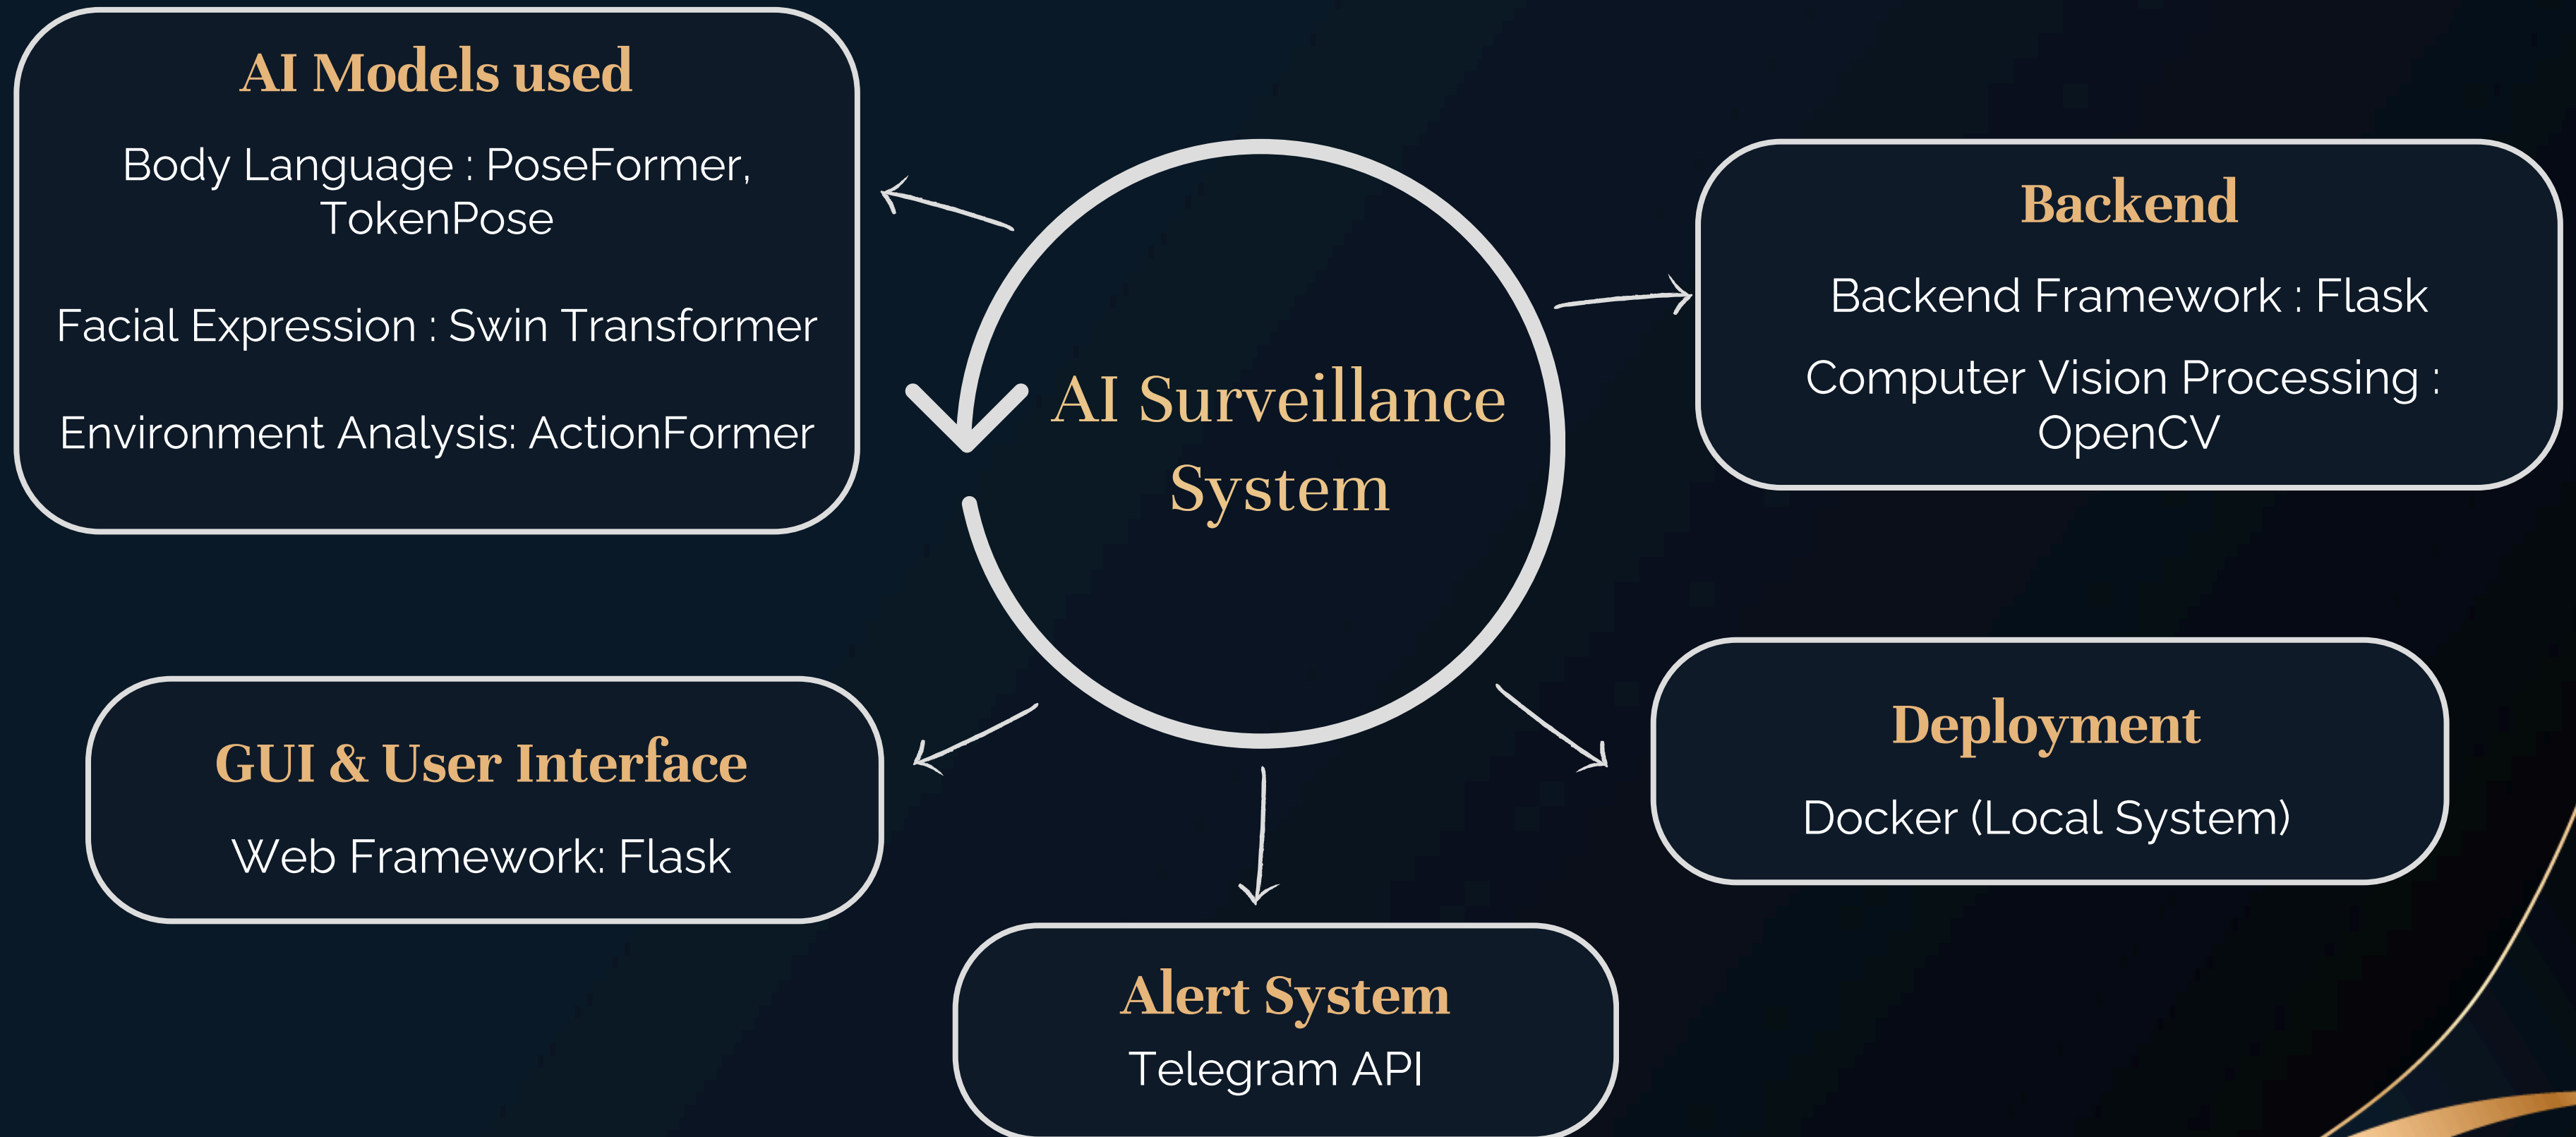 AI Models used
Body Language : PoseFormer,
TokenPose
Facial Expression : Swin Transformer
Environment Analysis: ActionFormer
AI Surveillance
System
Backend
Backend Framework : Flask
Computer Vision Processing :
OpenCV
GUI & User Interface
Web Framework: Flask
Deployment
Docker (Local System)
Alert System
Telegram API